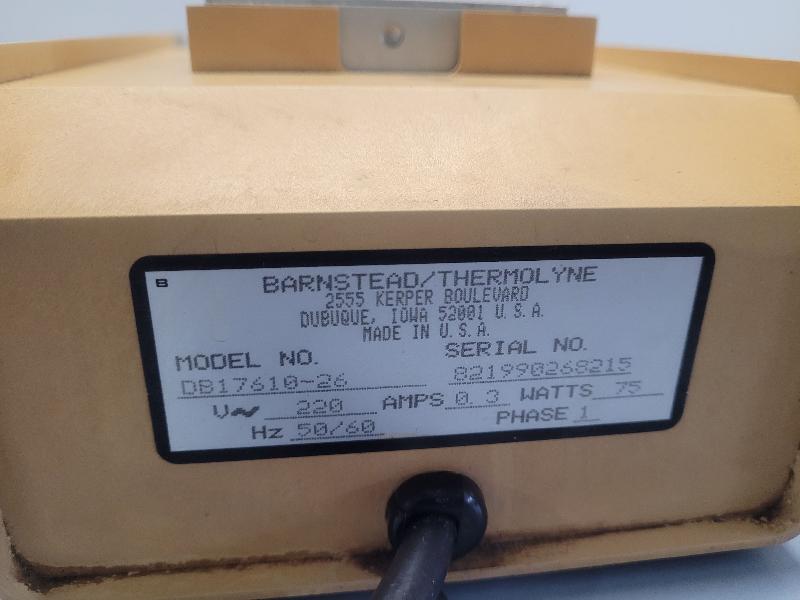 B
BARNSTEAD/THERMOLYNE
2555 KERPER BOULEVARD
DUBUQUE, IOWA 52001 U.S.A.
MADE IN U.S.A.
MODEL NO. SERIAL NO.
DB17610-26 821990268215
V~ 220 AMPS 0.3 WATTS 75
Hz 50/60 PHASE 1